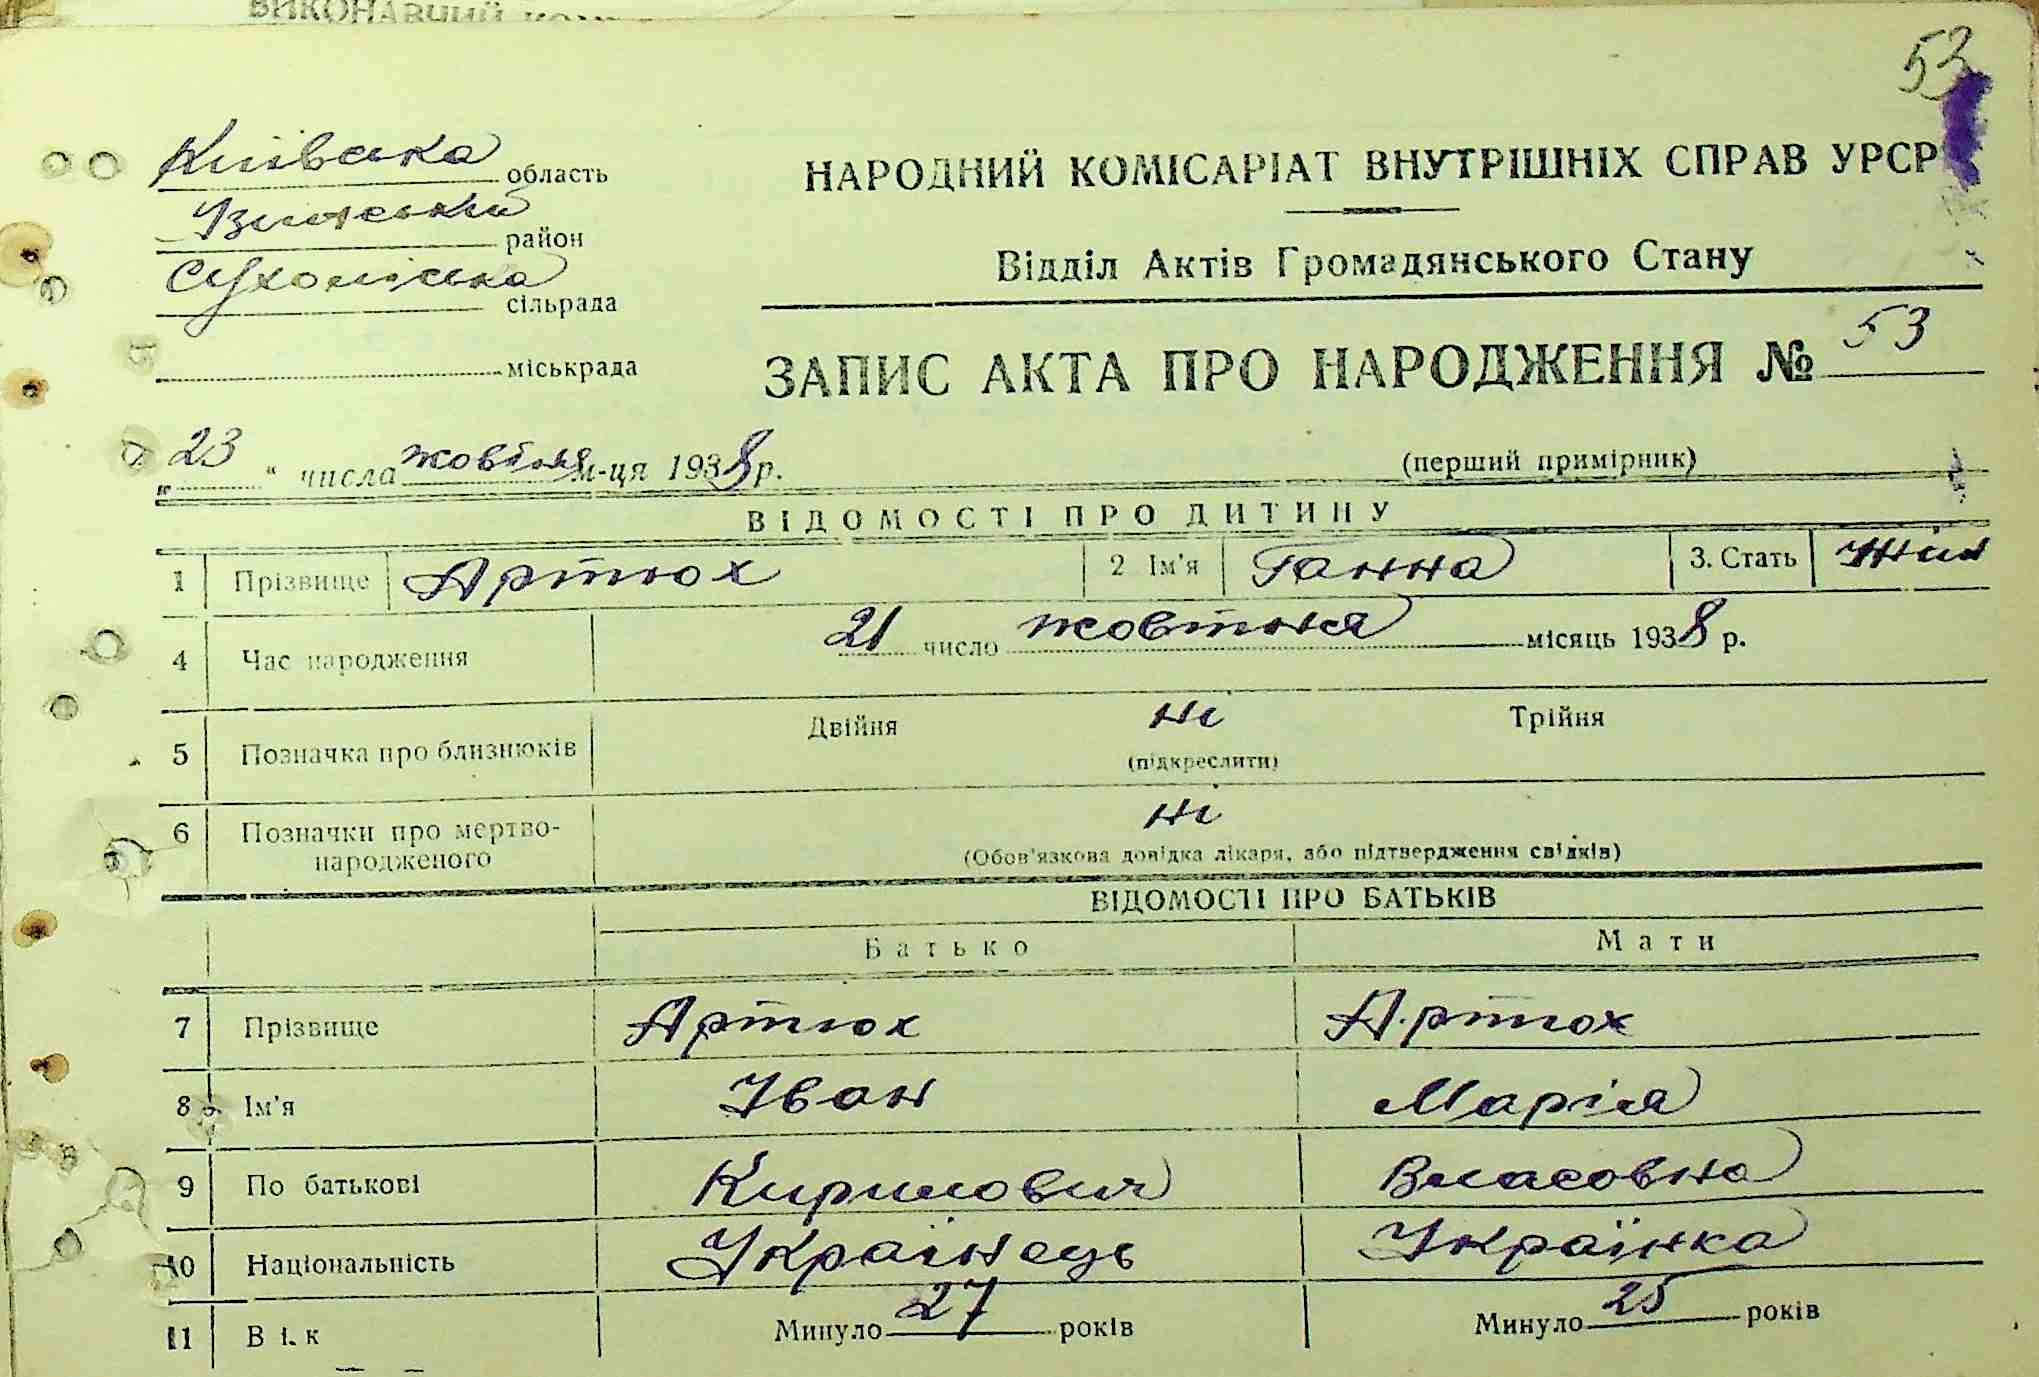 ВИКОНАВЧИЙ
53
Київська область
Узинський район
Сухоліська сільрада
міськрада
НАРОДНИЙ КОМІСАРІАТ ВНУТРІШНІХ СПРАВ УРСР
Відділ Актів Громадянського Стану
ЗАПИС АКТА ПРО НАРОДЖЕННЯ № 53
„ 23 “ числа жовтня м-ця 1938 р.
(перший примірник)
ВІДОМОСТІ ПРО ДИТИНУ
1 Прізвище Артюх 2 Ім'я Ганна 3. Стать Жін
4 Час народження 21 число жовтня місяць 1938 р.
5 Позначка про близнюків Двійня ні Трійня
(підкреслити)
6 Позначки про мертво-
народженого ні
(Обов'язкова довідка лікаря, або підтвердження свідків)
ВІДОМОСТІ ПРО БАТЬКІВ
Батько Мати
7 Прізвище Артюх Артюх
8 Ім'я Іван Марія
9 По батькові Кирилович Власовна
10 Національність Українець Українка
11 Вік Минуло 27 років Минуло 25 років